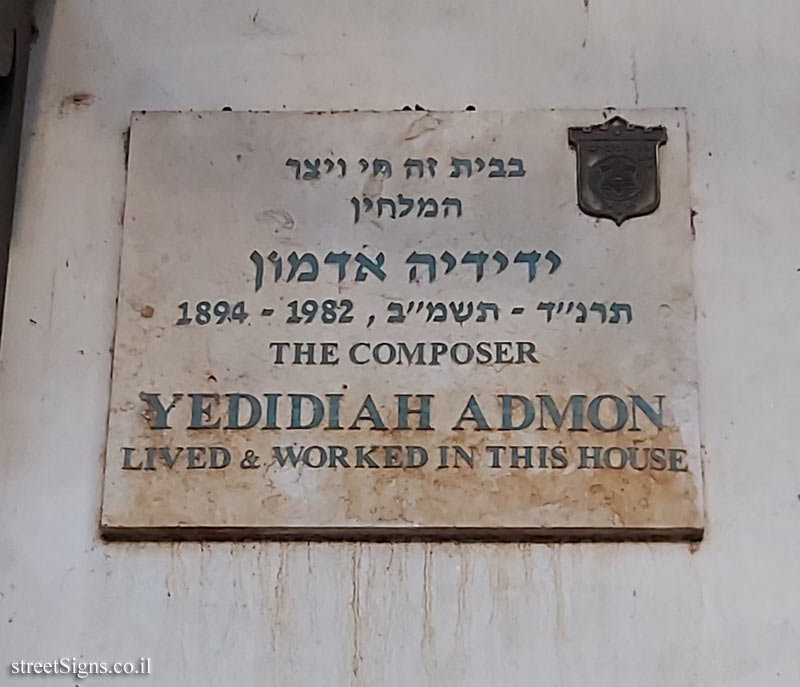 בבית זה חי ויצר
המלחין
ידידיה אדמון
תרנ״ד - תשמ״ב, 1982 - 1894
THE COMPOSER
YEDIDIAH ADMON
LIVED & WORKED IN THIS HOUSE
streetSigns.co.il